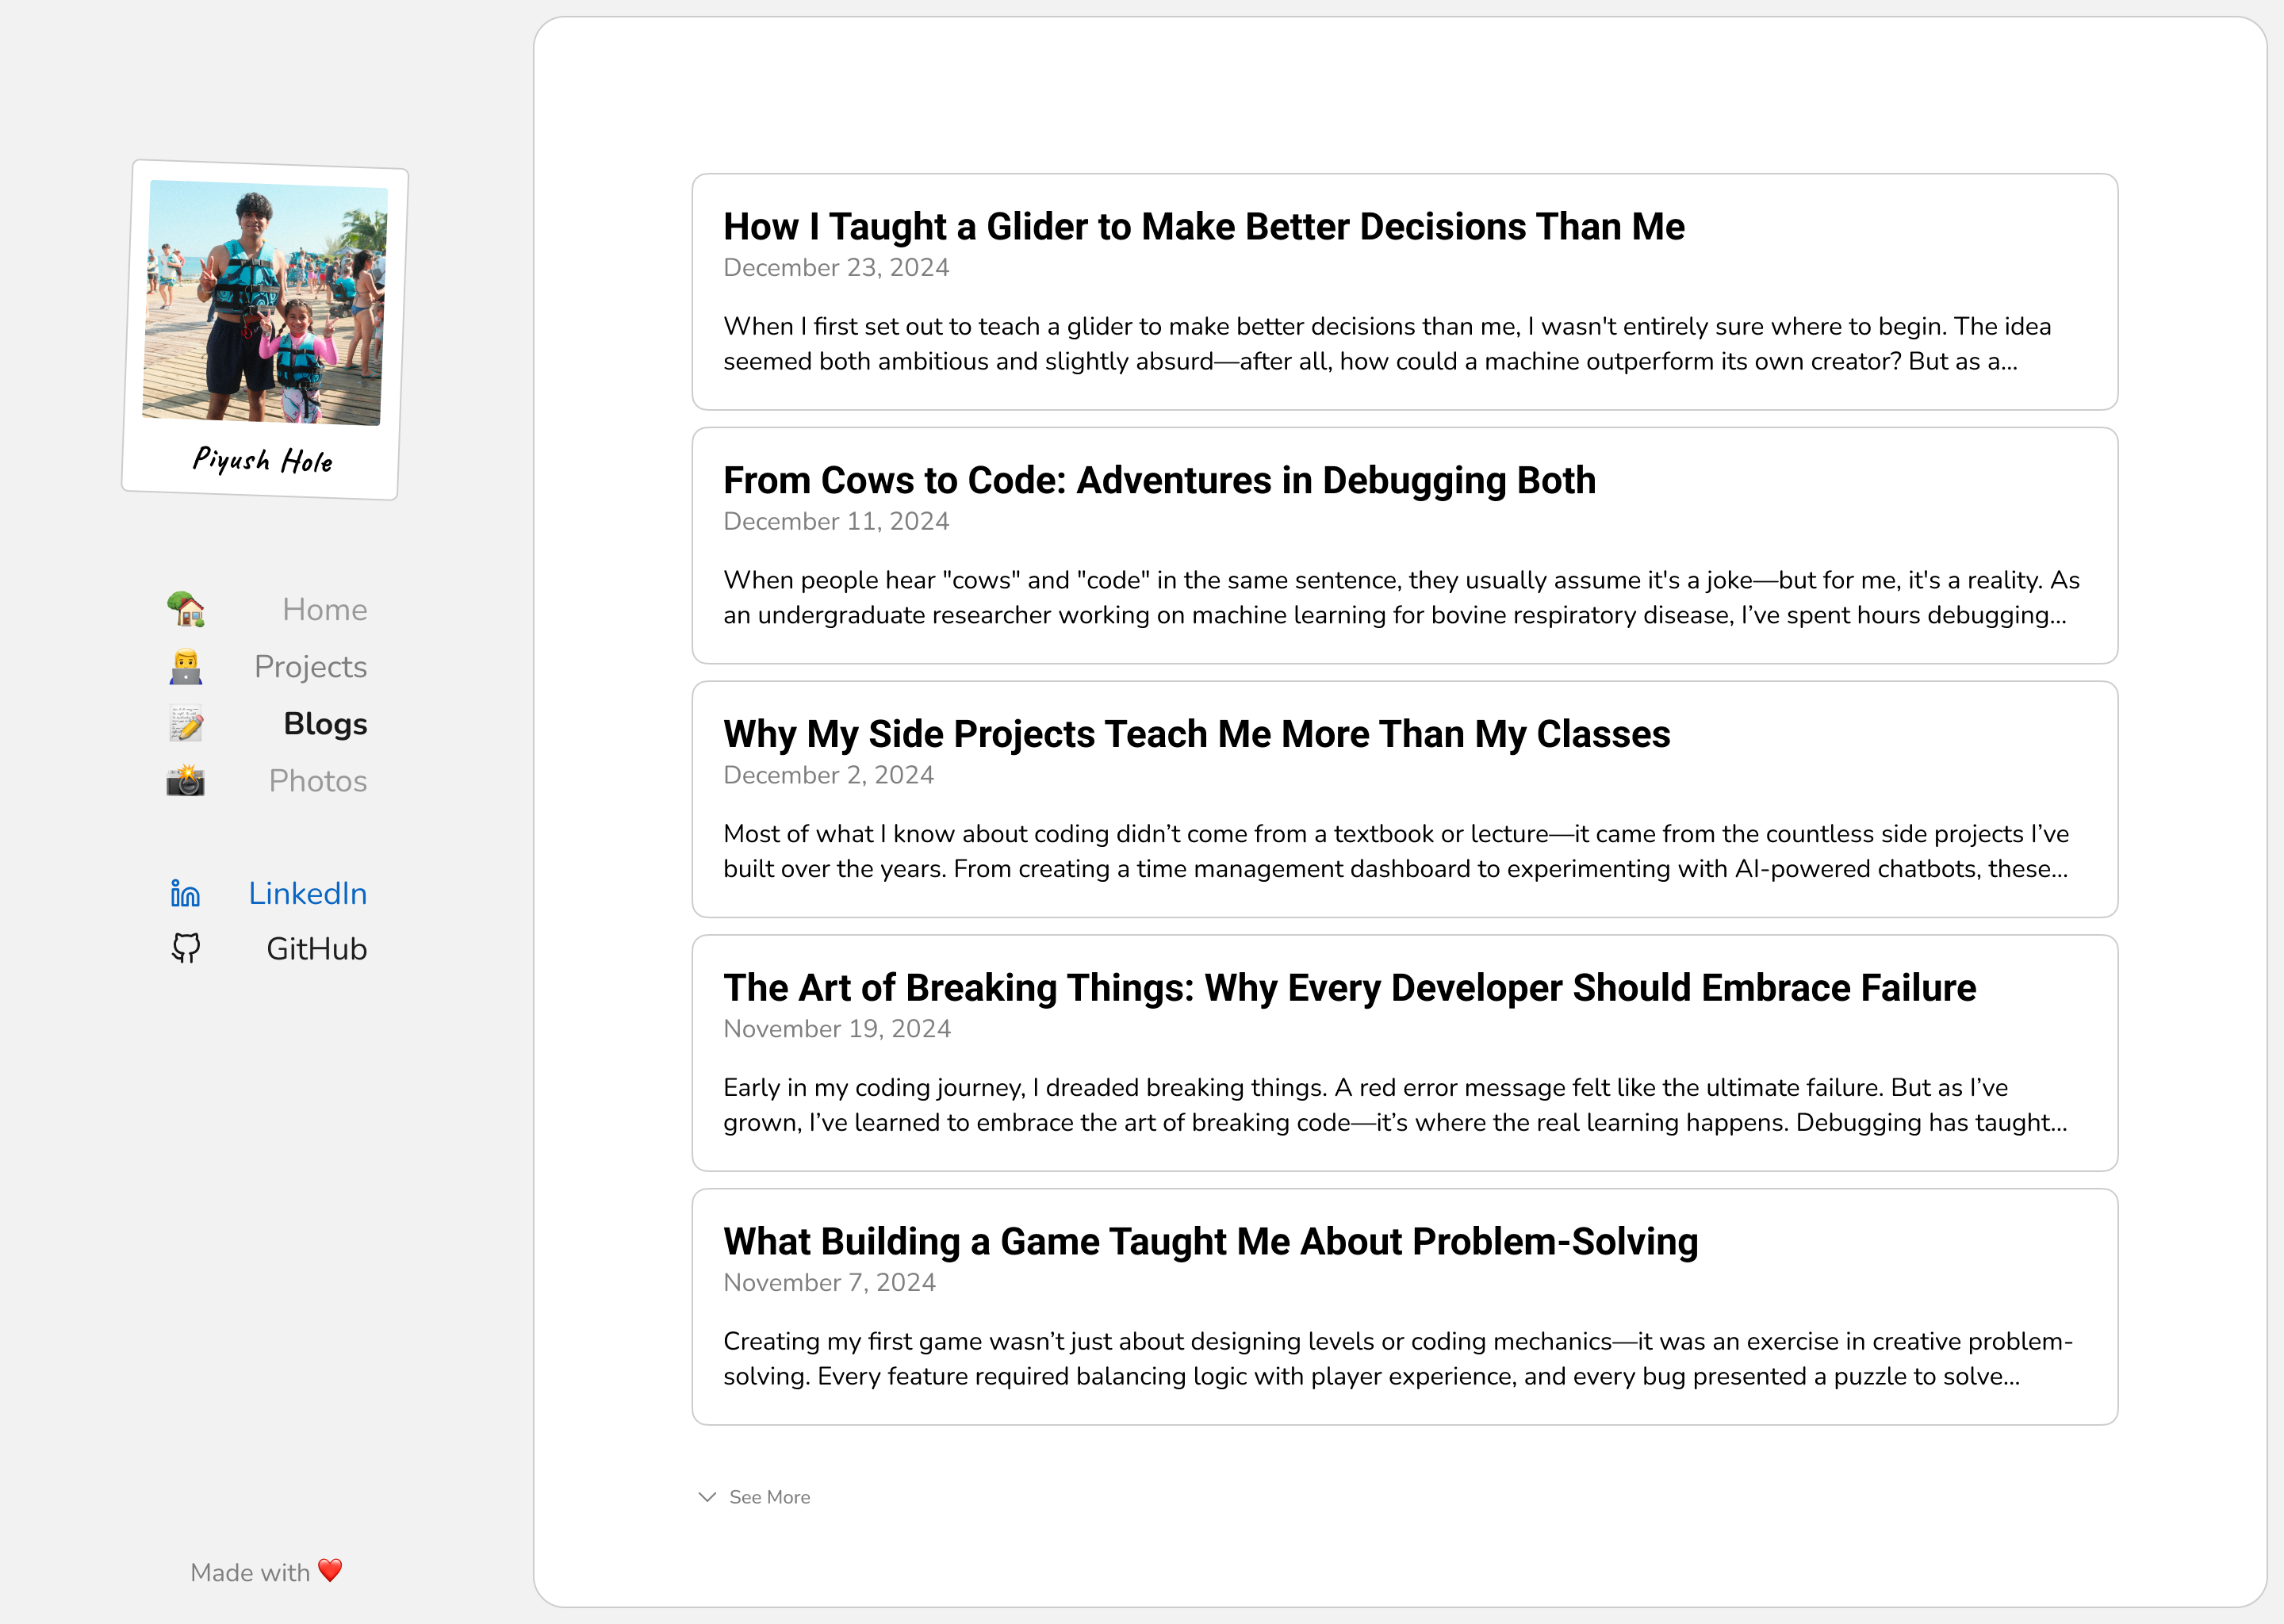 Piyush Hole
Home
Projects
Blogs
Photos
LinkedIn
GitHub
Made with ❤️
How I Taught a Glider to Make Better Decisions Than Me
December 23, 2024
When I first set out to teach a glider to make better decisions than me, I wasn't entirely sure where to begin. The idea
seemed both ambitious and slightly absurd—after all, how could a machine outperform its own creator? But as a...
From Cows to Code: Adventures in Debugging Both
December 11, 2024
When people hear "cows" and "code" in the same sentence, they usually assume it's a joke—but for me, it's a reality. As
an undergraduate researcher working on machine learning for bovine respiratory disease, I’ve spent hours debugging...
Why My Side Projects Teach Me More Than My Classes
December 2, 2024
Most of what I know about coding didn’t come from a textbook or lecture—it came from the countless side projects I’ve
built over the years. From creating a time management dashboard to experimenting with AI-powered chatbots, these...
The Art of Breaking Things: Why Every Developer Should Embrace Failure
November 19, 2024
Early in my coding journey, I dreaded breaking things. A red error message felt like the ultimate failure. But as I’ve
grown, I’ve learned to embrace the art of breaking code—it’s where the real learning happens. Debugging has taught...
What Building a Game Taught Me About Problem-Solving
November 7, 2024
Creating my first game wasn’t just about designing levels or coding mechanics—it was an exercise in creative problem-
solving. Every feature required balancing logic with player experience, and every bug presented a puzzle to solve...
See More